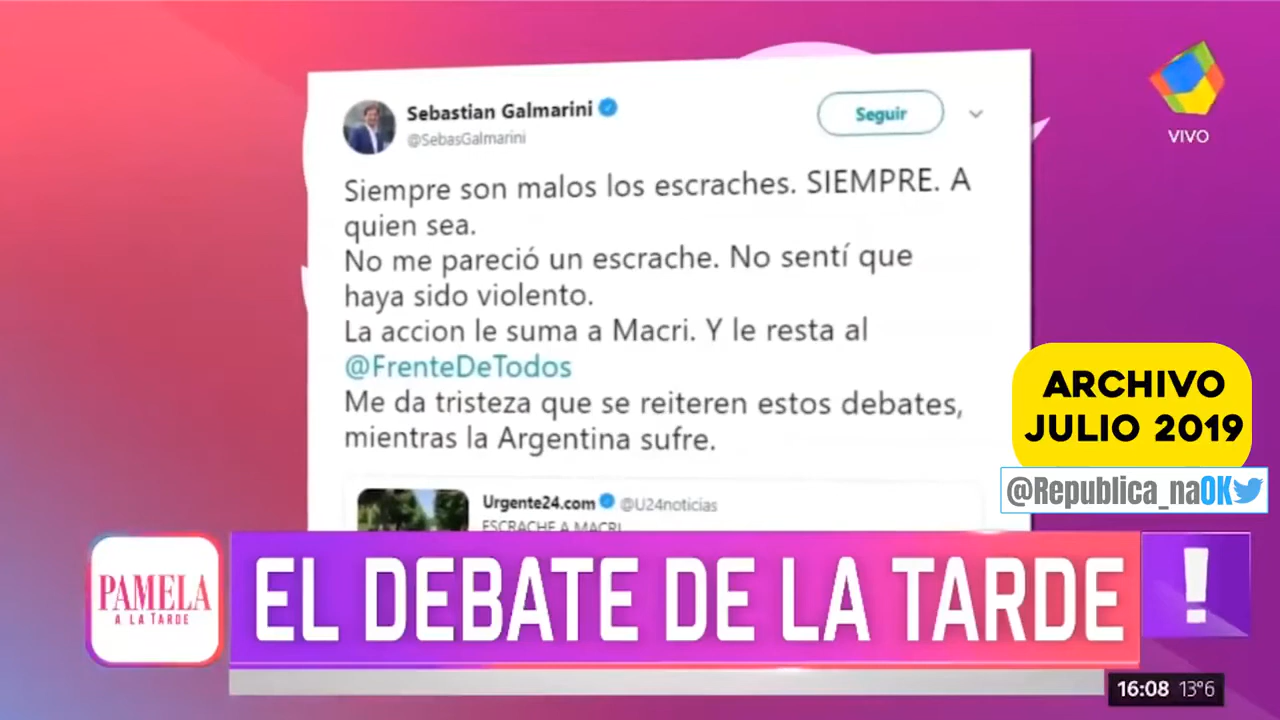 Sebastian Galmarini
@SebasGalmarini
Seguir
VIVO
Siempre son malos los escraches. SIEMPRE. A
quien sea.
No me pareció un escrache. No sentí que
haya sido violento.
La accion le suma a Macri. Y le resta al
@FrenteDeTodos
Me da tristeza que se reiteren estos debates,
mientras la Argentina sufre.
ARCHIVO
JULIO 2019
@Republica_naOK
Urgente24.com @U24noticias
ESCRACHE A MACRI
PAMELA
A LA TARDE
EL DEBATE DE LA TARDE
!
16:08 13°6